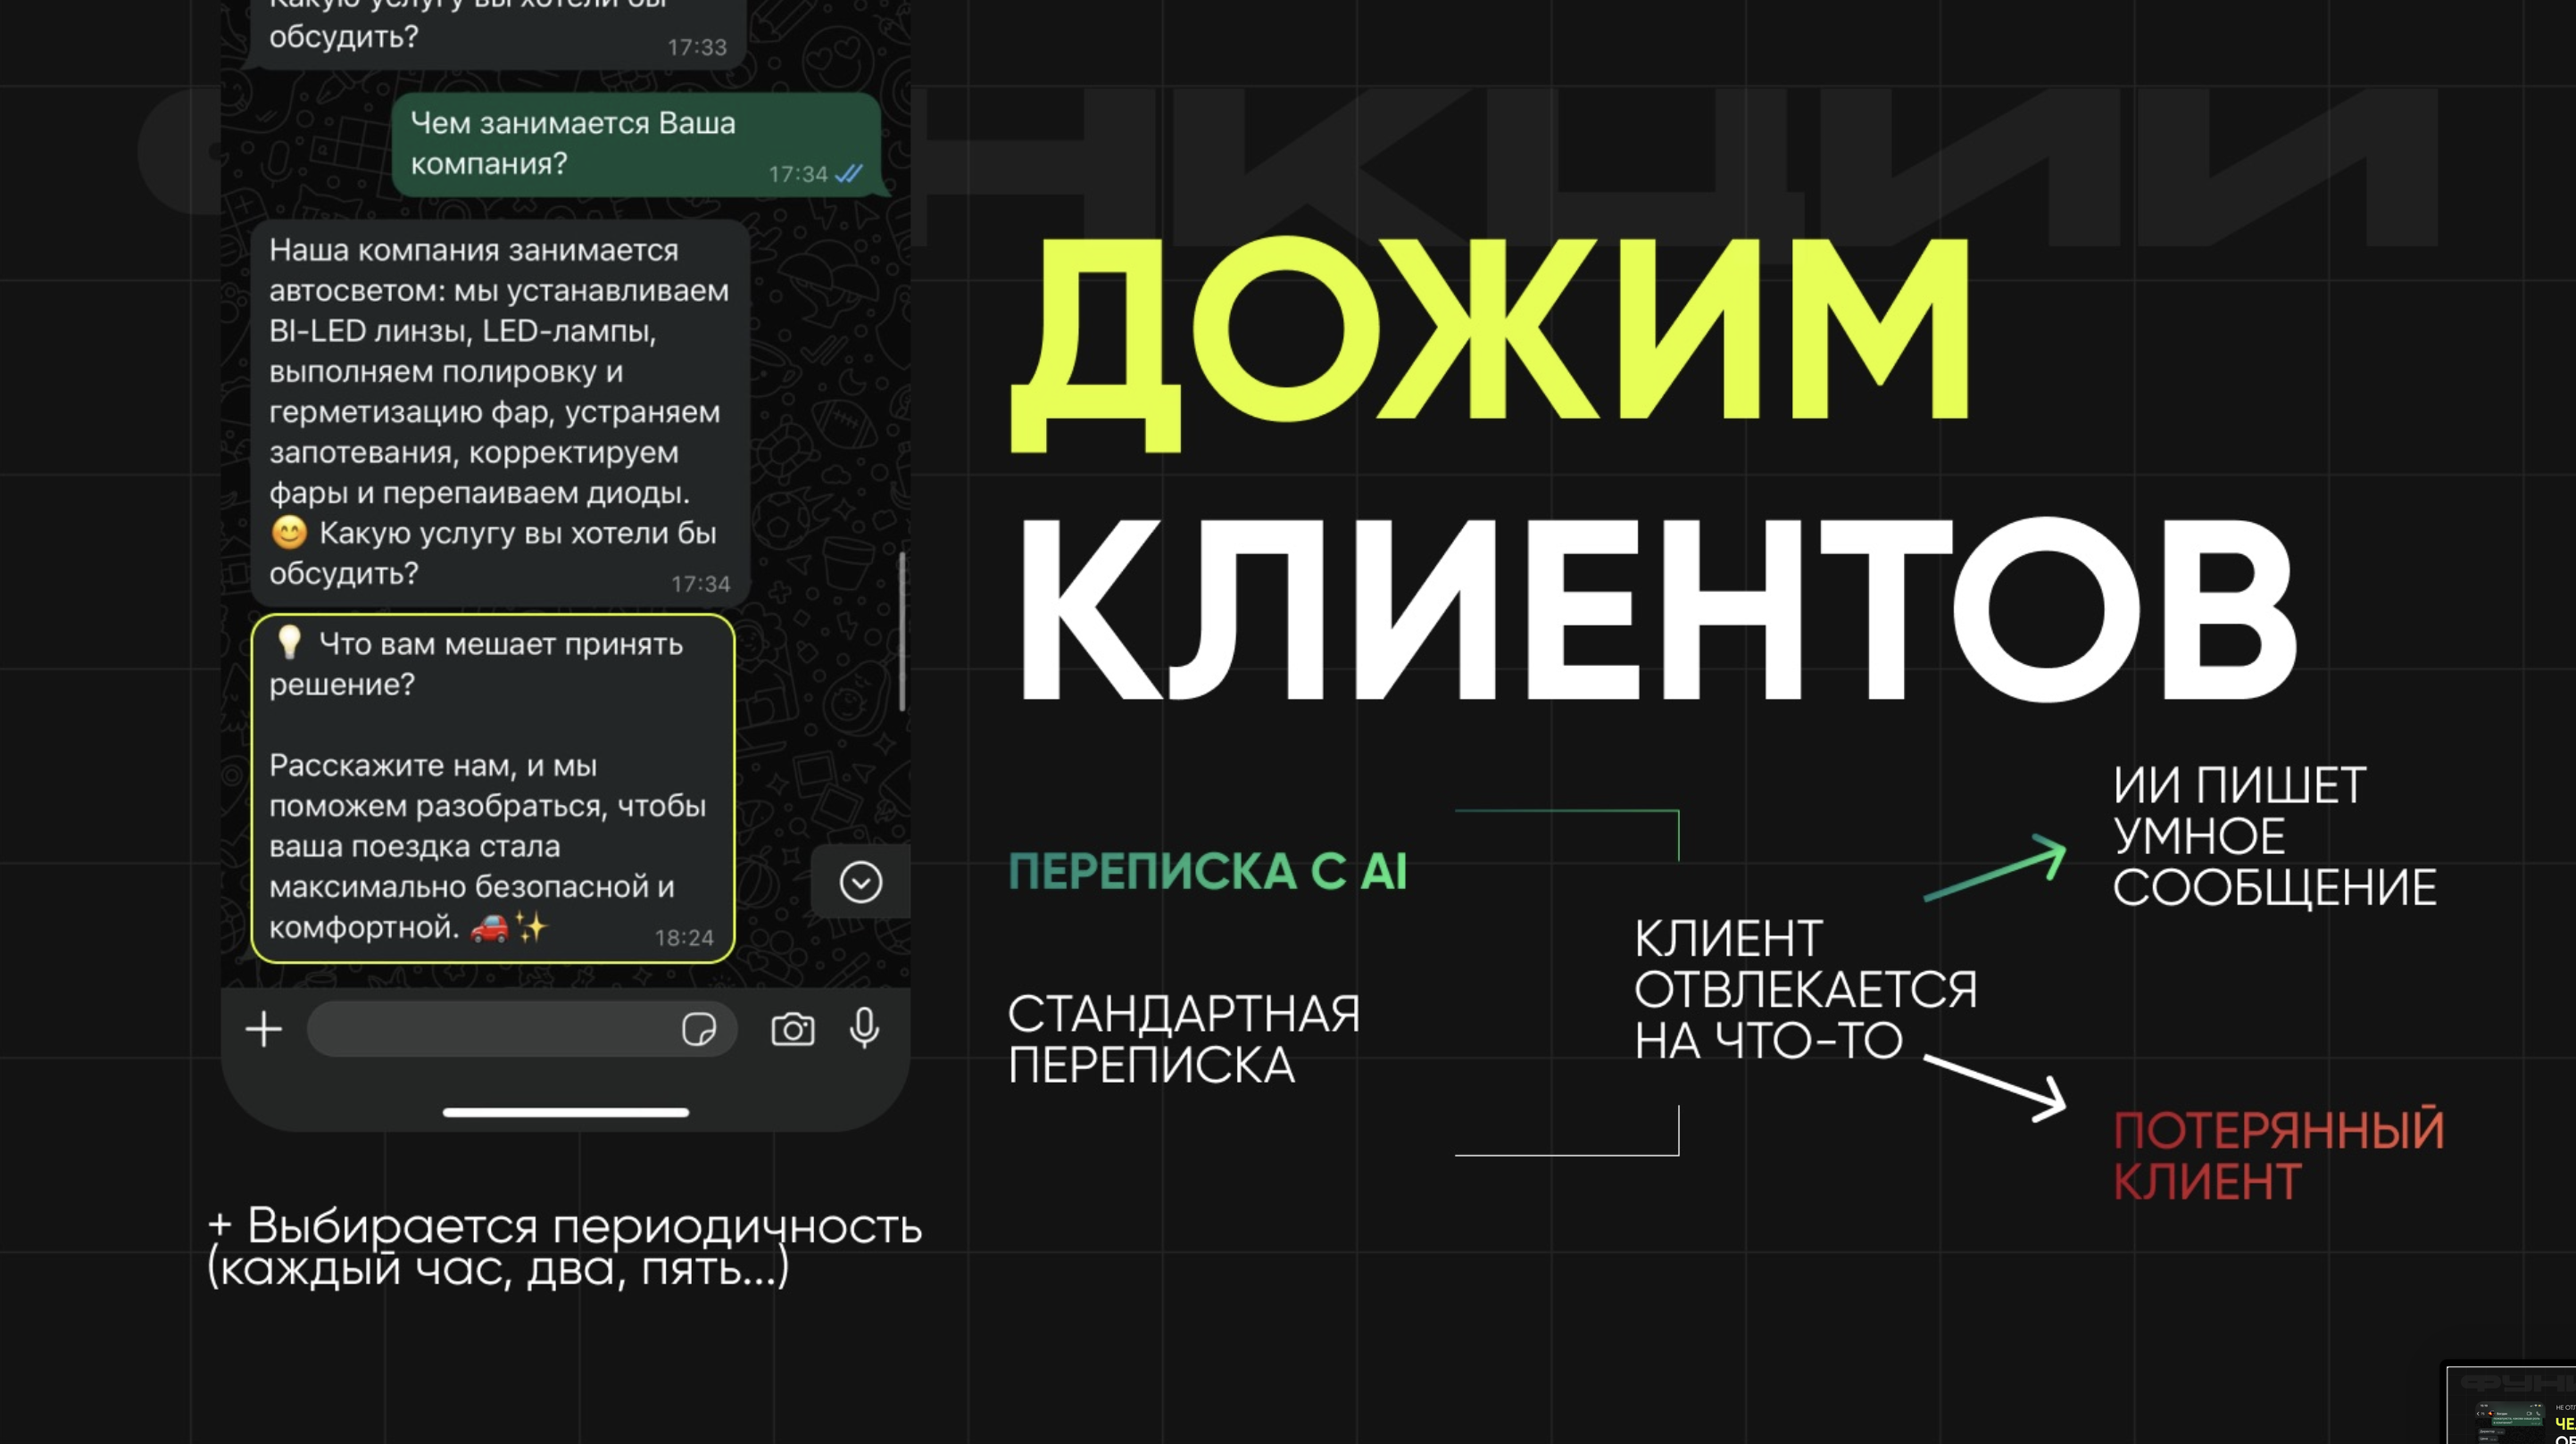 обсудить?
17:33
Чем занимается Ваша
компания?
17:34
Наша компания занимается
автосветом: мы устанавливаем
BI-LED линзы, LED-лампы,
выполняем полировку и
герметизацию фар, устраняем
запотевания, корректируем
фары и перепаиваем диоды.
😊 Какую услугу вы хотели бы
обсудить?
17:34
💡 Что вам мешает принять
решение?
Расскажите нам, и мы
поможем разобраться, чтобы
ваша поездка стала
максимально безопасной и
комфортной. 🚗✨
18:24
+ Выбирается периодичность
(каждый час, два, пять...)
ДОЖИМ
КЛИЕНТОВ
ПЕРЕПИСКА С AI
СТАНДАРТНАЯ
ПЕРЕПИСКА
КЛИЕНТ
ОТВЛЕКАЕТСЯ
НА ЧТО-ТО
ИИ ПИШЕТ
УМНОЕ
СООБЩЕНИЕ
ПОТЕРЯННЫЙ
КЛИЕНТ